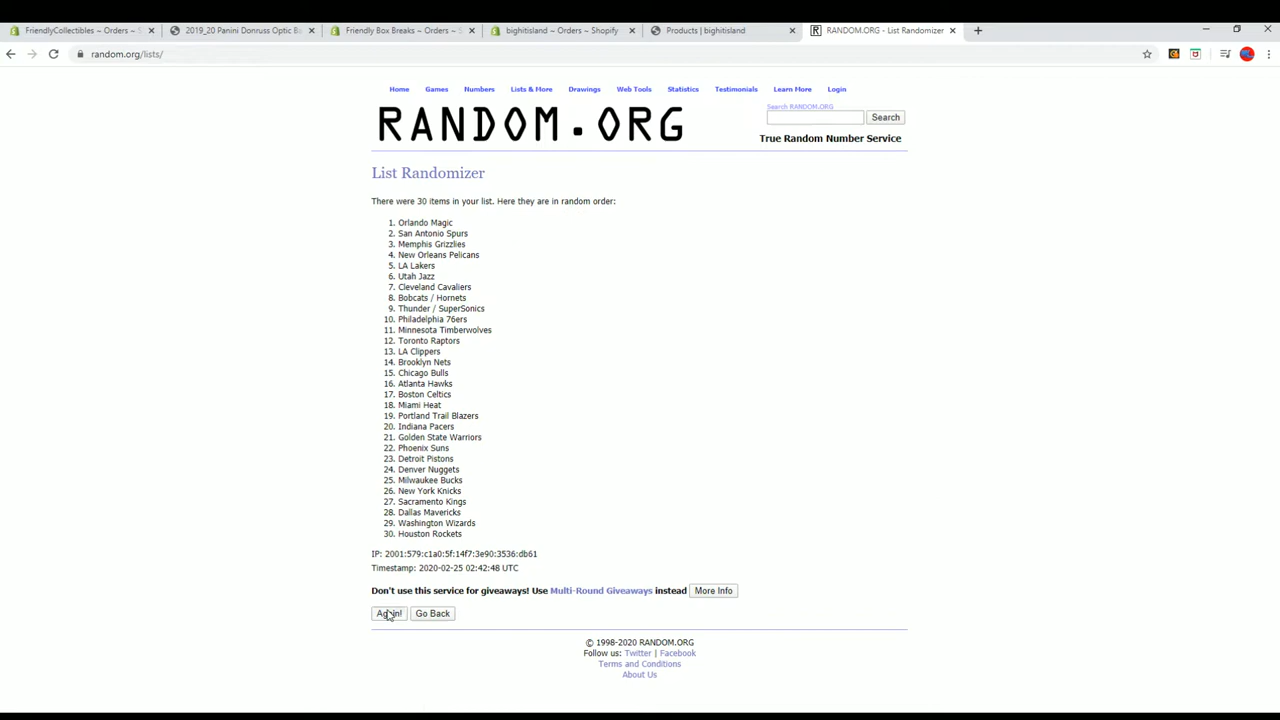 FriendlyCollectibles ~ Orders ~ S
2019_20 Panini Donruss Optic Ba
Friendly Box Breaks ~ Orders ~ S
bighitisland ~ Orders ~ Shopify
Products | bighitisland
RANDOM.ORG - List Randomizer
random.org/lists/
Home Games Numbers Lists & More Drawings Web Tools Statistics Testimonials Learn More Login
RANDOM.ORG
Search RANDOM.ORG
Search
True Random Number Service
List Randomizer
There were 30 items in your list. Here they are in random order:
1. Orlando Magic
2. San Antonio Spurs
3. Memphis Grizzlies
4. New Orleans Pelicans
5. LA Lakers
6. Utah Jazz
7. Cleveland Cavaliers
8. Bobcats / Hornets
9. Thunder / SuperSonics
10. Philadelphia 76ers
11. Minnesota Timberwolves
12. Toronto Raptors
13. LA Clippers
14. Brooklyn Nets
15. Chicago Bulls
16. Atlanta Hawks
17. Boston Celtics
18. Miami Heat
19. Portland Trail Blazers
20. Indiana Pacers
21. Golden State Warriors
22. Phoenix Suns
23. Detroit Pistons
24. Denver Nuggets
25. Milwaukee Bucks
26. New York Knicks
27. Sacramento Kings
28. Dallas Mavericks
29. Washington Wizards
30. Houston Rockets
IP: 2001:579:c1a0:5f:14f7:3e90:3536:db61
Timestamp: 2020-02-25 02:42:48 UTC
Don't use this service for giveaways! Use Multi-Round Giveaways instead More Info
Again! Go Back
© 1998-2020 RANDOM.ORG
Follow us: Twitter | Facebook
Terms and Conditions
About Us